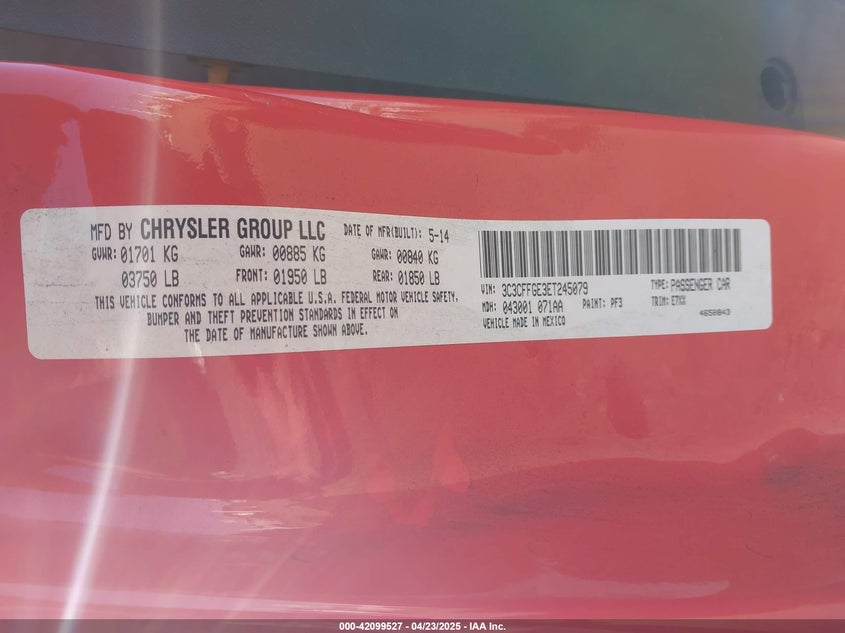 MFD BY CHRYSLER GROUP LLC DATE OF MFR(BUILT): 5-14
GVWR: 01701 KG GAWR: 00885 KG GAWR: 00840 KG
03750 LB FRONT: 01950 LB REAR: 01850 LB
THIS VEHICLE CONFORMS TO ALL APPLICABLE U.S.A. FEDERAL MOTOR VEHICLE SAFETY,
BUMPER AND THEFT PREVENTION STANDARDS IN EFFECT ON
THE DATE OF MANUFACTURE SHOWN ABOVE.
VIN: 3C3CFFGE3ET245079 TYPE: PASSENGER CAR
MDH: 043001 071AA PAINT: PF3 TRIM: E7XX
VEHICLE MADE IN MEXICO 4658843
000-42099527 - 04/23/2025 - IAA Inc.